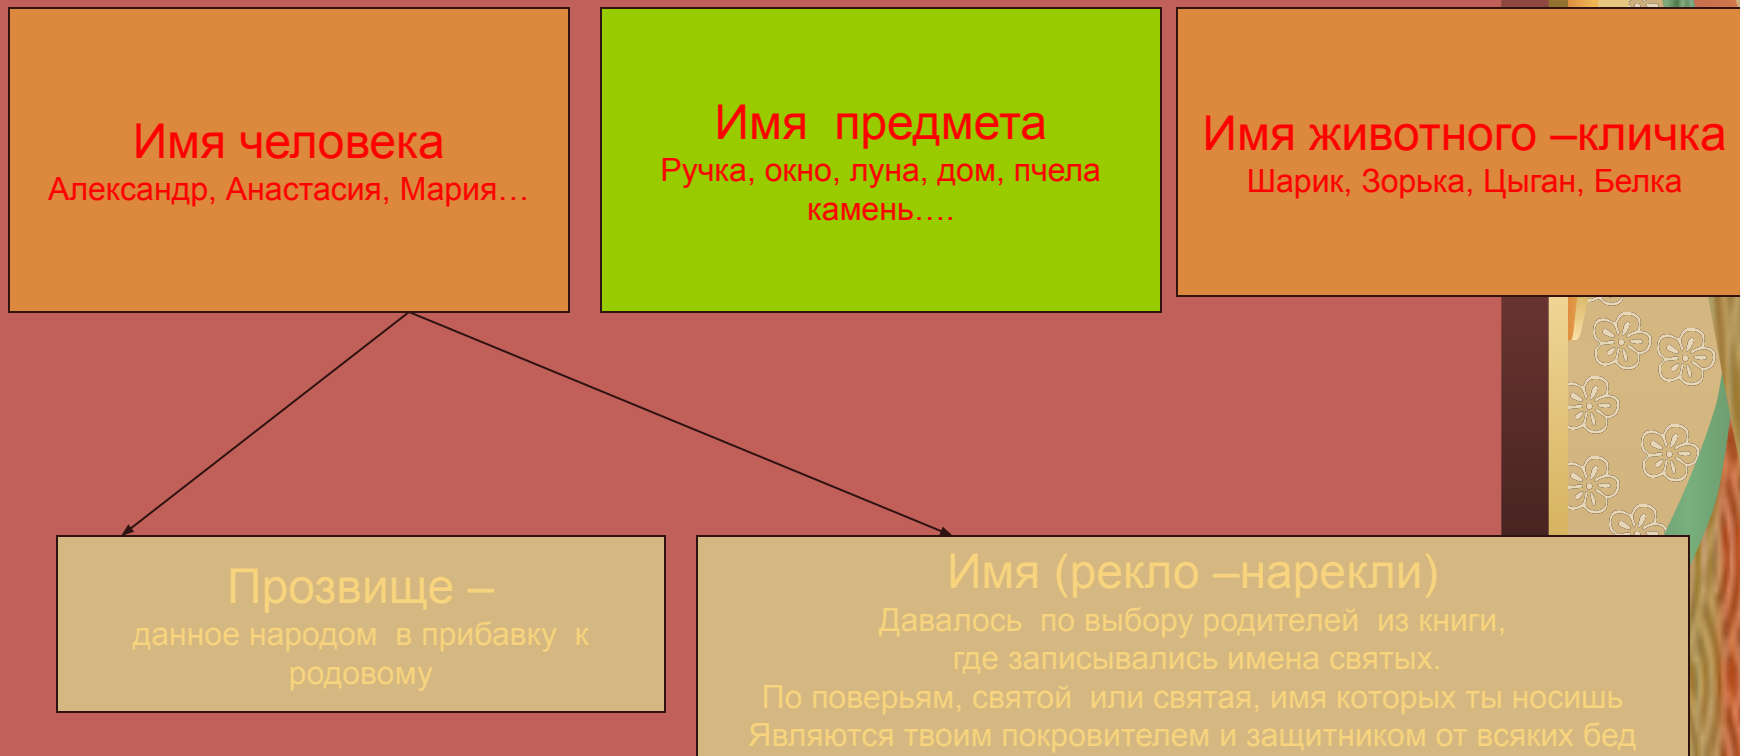 Имя человека
Александр, Анастасия, Мария…
Имя предмета
Ручка, окно, луна, дом, пчела
камень….
Имя животного –кличка
Шарик, Зорька, Цыган, Белка
Прозвище –
данное народом в прибавку к
родовому
Имя (рекло –нарекли)
Давалось по выбору родителей из книги,
где записывались имена святых.
По поверьям, святой или святая, имя которых ты носишь
Являются твоим покровителем и защитником от всяких бед